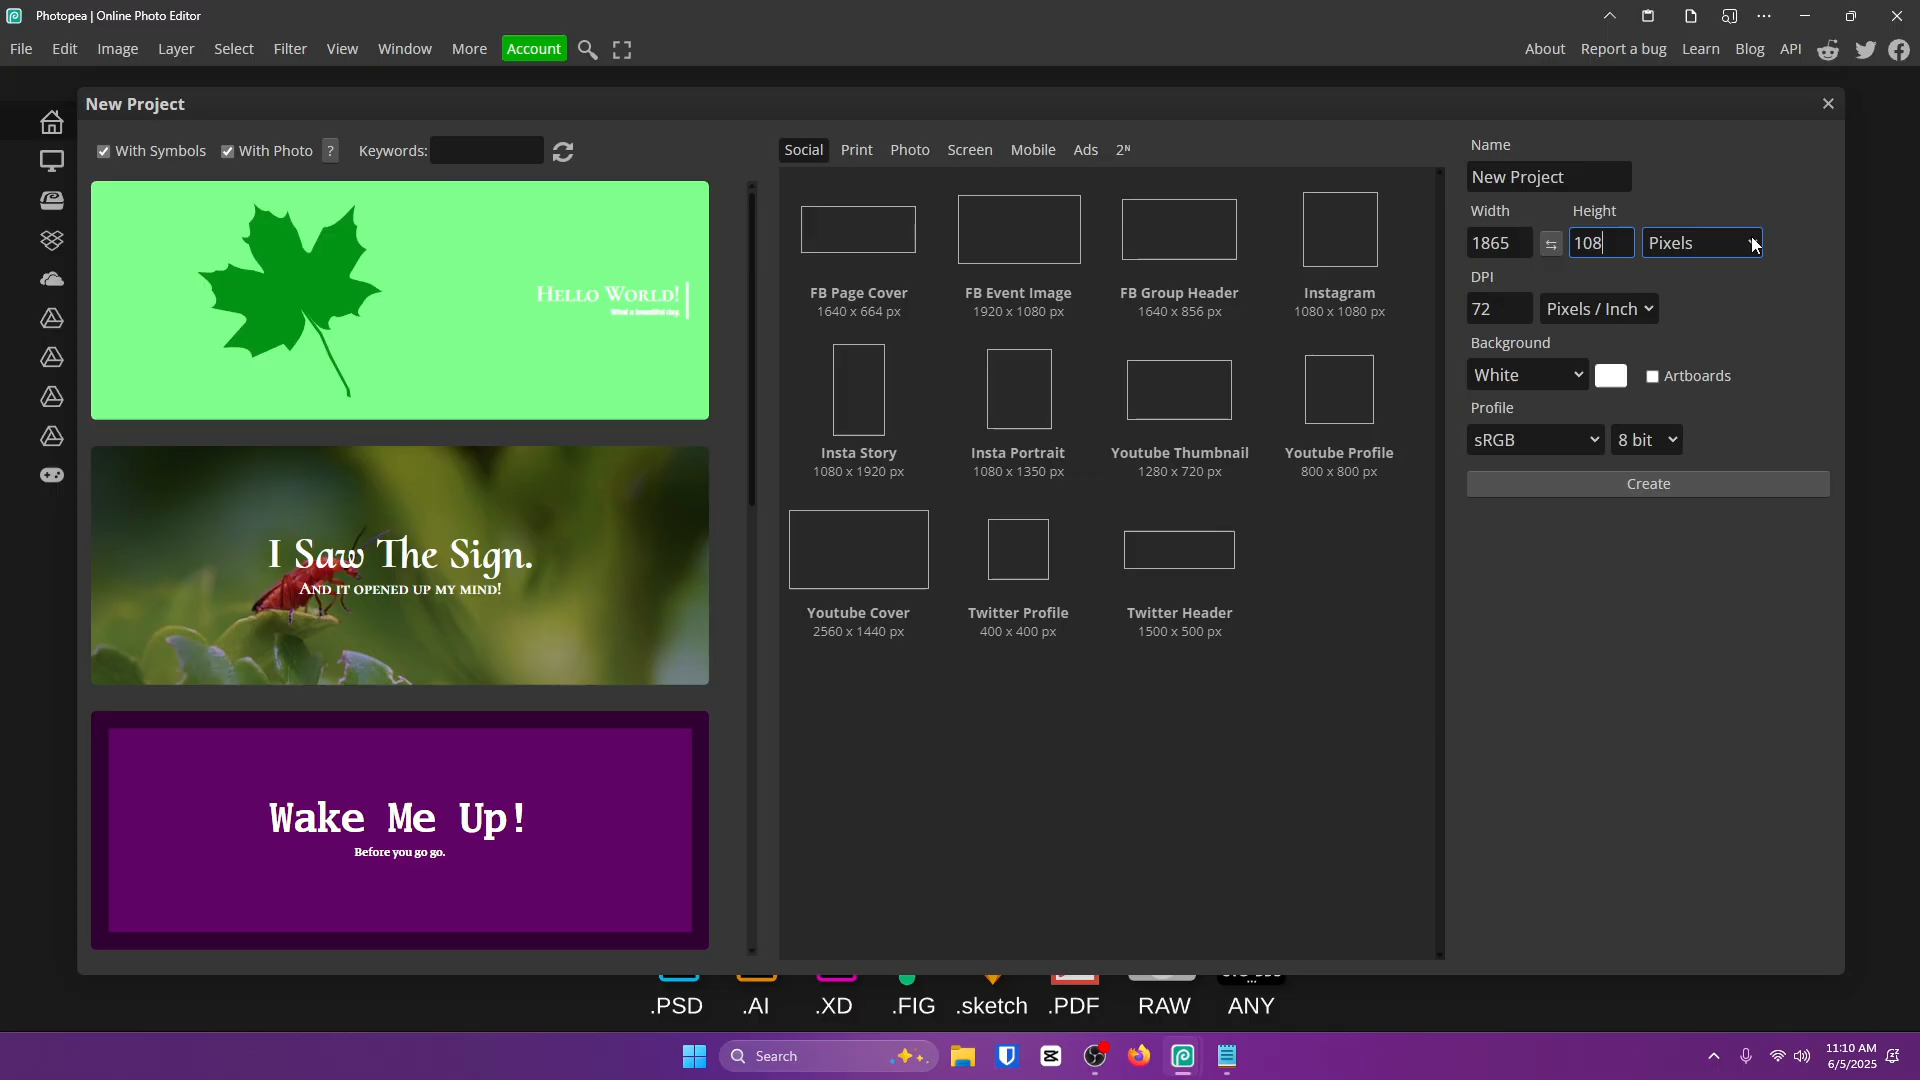 Photopea | Online Photo Editor
File Edit Image Layer Select Filter View Window More Account
About Report a bug Learn Blog API
New Project
With Symbols With Photo ? Keywords:
HELLO WORLD!
What a beautiful day.
I Saw The Sign.
AND IT OPENED UP MY MIND!
Wake Me Up!
Before you go go.
Social Print Photo Screen Mobile Ads 2ᴺ
FB Page Cover
1640 x 664 px
FB Event Image
1920 x 1080 px
FB Group Header
1640 x 856 px
Instagram
1080 x 1080 px
Insta Story
1080 x 1920 px
Insta Portrait
1080 x 1350 px
Youtube Thumbnail
1280 x 720 px
Youtube Profile
800 x 800 px
Youtube Cover
2560 x 1440 px
Twitter Profile
400 x 400 px
Twitter Header
1500 x 500 px
Name
New Project
Width Height
1865 108 Pixels
DPI
72 Pixels / Inch
Background
White Artboards
Profile
sRGB 8 bit
Create
.PSD .AI .XD .FIG .sketch .PDF RAW ANY
Search
11:10 AM
6/5/2025